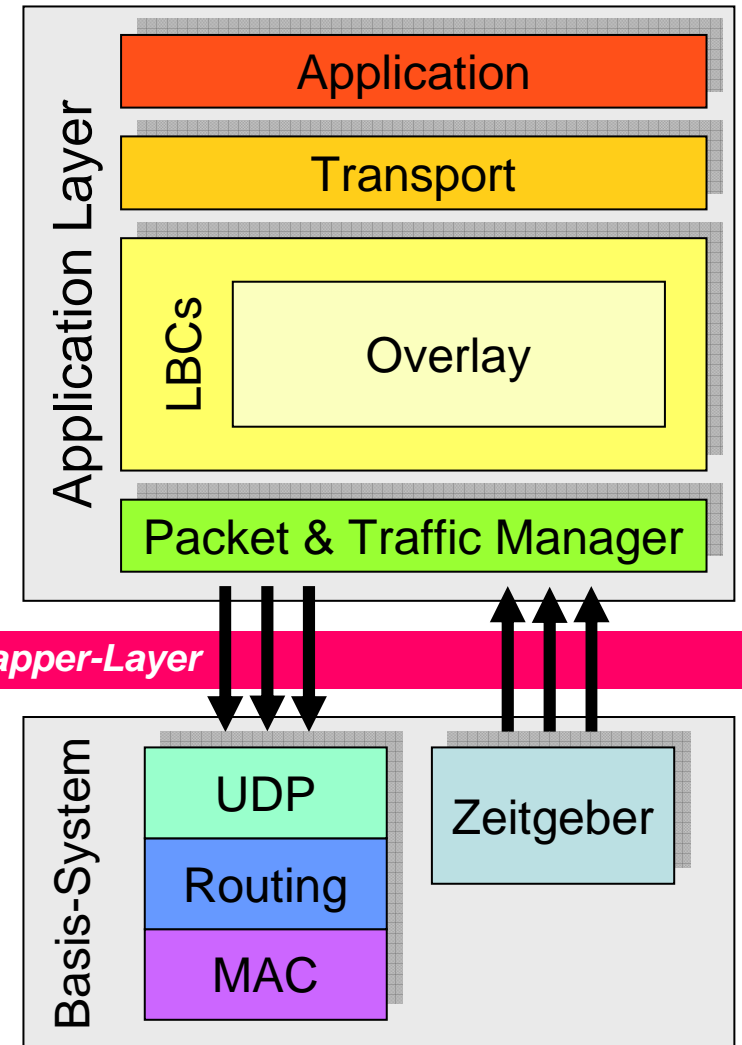 Application Layer
Application
Transport
LBCs
Overlay
Packet & Traffic Manager
apper-Layer
Basis-System
UDP
Routing
MAC
Zeitgeber